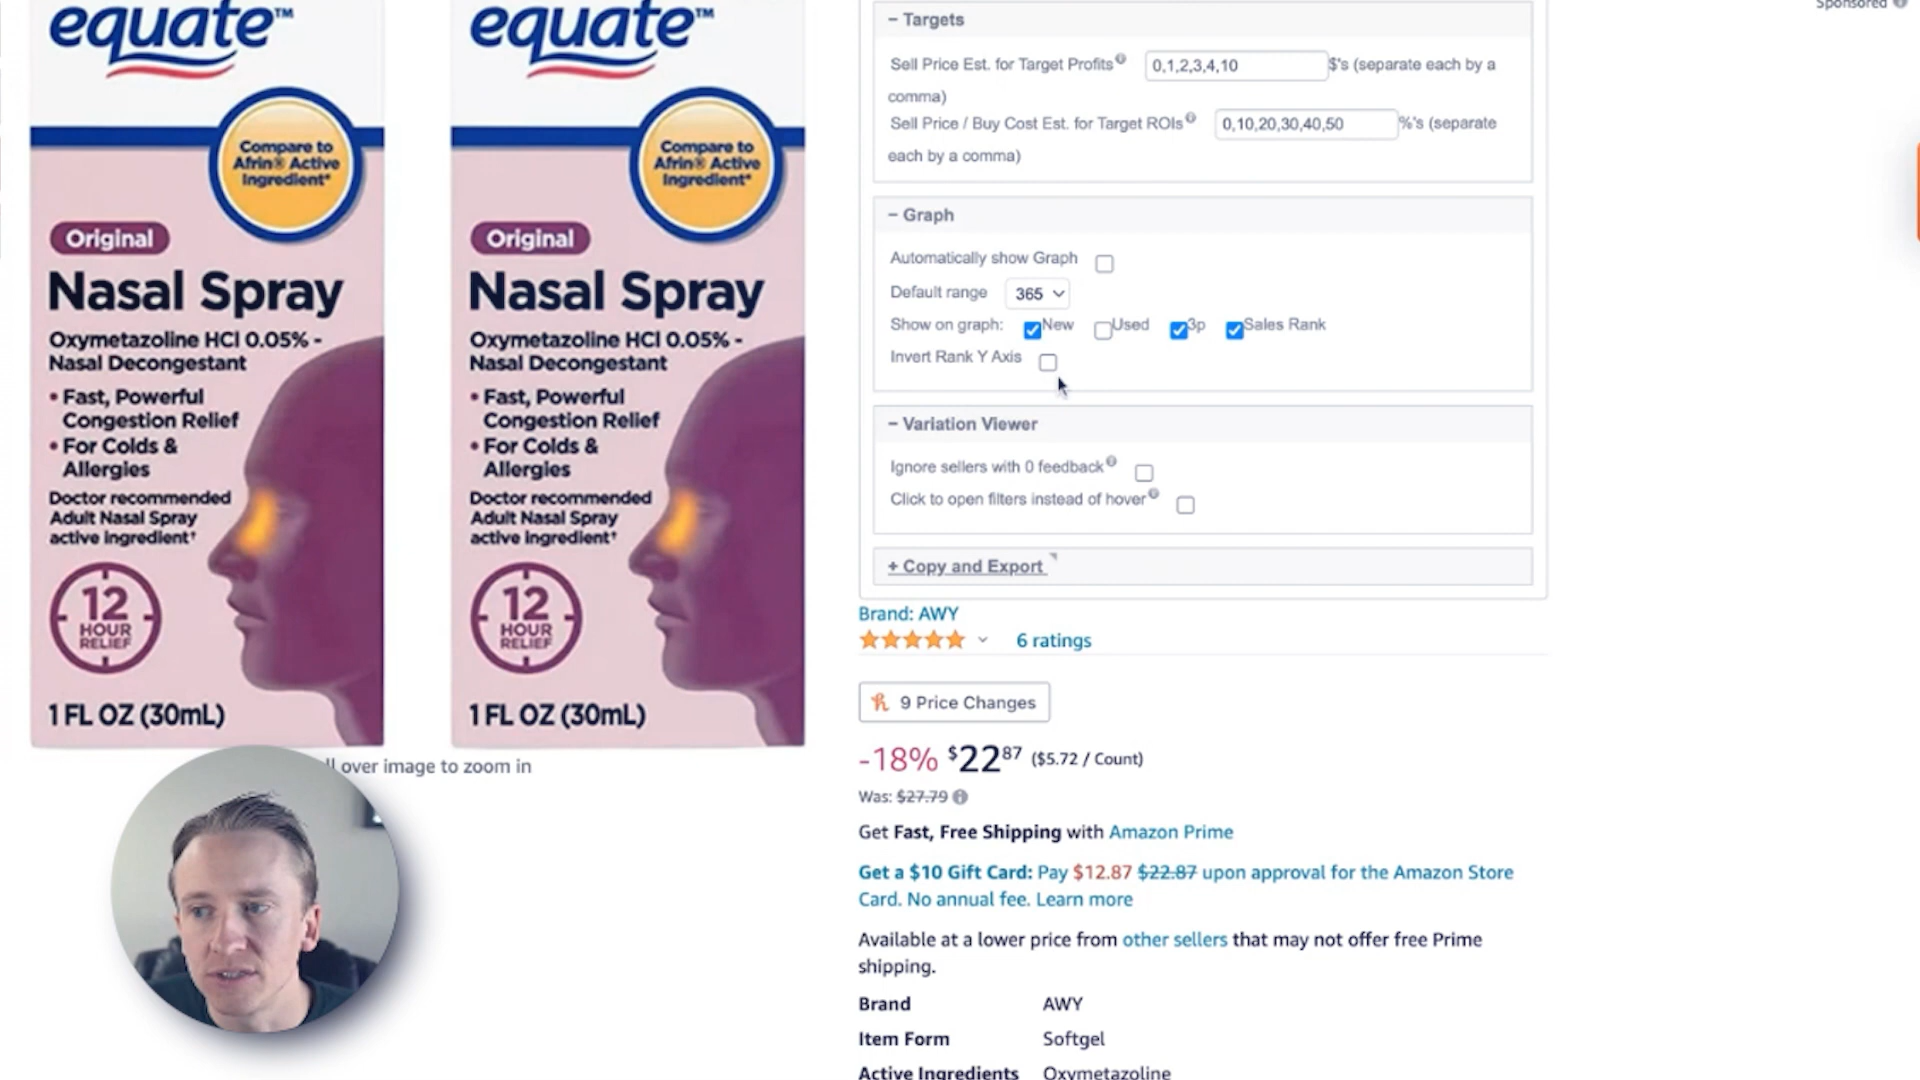 equate™
Compare to
Afrin® Active
Ingredient*
Original
Nasal Spray
Oxymetazoline HCl 0.05% -
Nasal Decongestant
• Fast, Powerful
Congestion Relief
• For Colds &
Allergies
Doctor recommended
Adult Nasal Spray
active ingredient†
12
HOUR
RELIEF
1 FL OZ (30mL)
equate™
Compare to
Afrin® Active
Ingredient*
Original
Nasal Spray
Oxymetazoline HCl 0.05% -
Nasal Decongestant
• Fast, Powerful
Congestion Relief
• For Colds &
Allergies
Doctor recommended
Adult Nasal Spray
active ingredient†
12
HOUR
RELIEF
1 FL OZ (30mL)
over image to zoom in
Sponsored
− Targets
Sell Price Est. for Target Profits 0,1,2,3,4,10 $'s (separate each by a
comma)
Sell Price / Buy Cost Est. for Target ROIs 0,10,20,30,40,50 %'s (separate
each by a comma)
− Graph
Automatically show Graph
Default range 365
Show on graph: New Used 3p Sales Rank
Invert Rank Y Axis
− Variation Viewer
Ignore sellers with 0 feedback
Click to open filters instead of hover
+ Copy and Export
Brand: AWY
6 ratings
9 Price Changes
-18% $22 87 ($5.72 / Count)
Was: $27.79
Get Fast, Free Shipping with Amazon Prime
Get a $10 Gift Card: Pay $12.87 $22.87 upon approval for the Amazon Store
Card. No annual fee. Learn more
Available at a lower price from other sellers that may not offer free Prime
shipping.
Brand AWY
Item Form Softgel
Active Ingredients Oxymetazoline